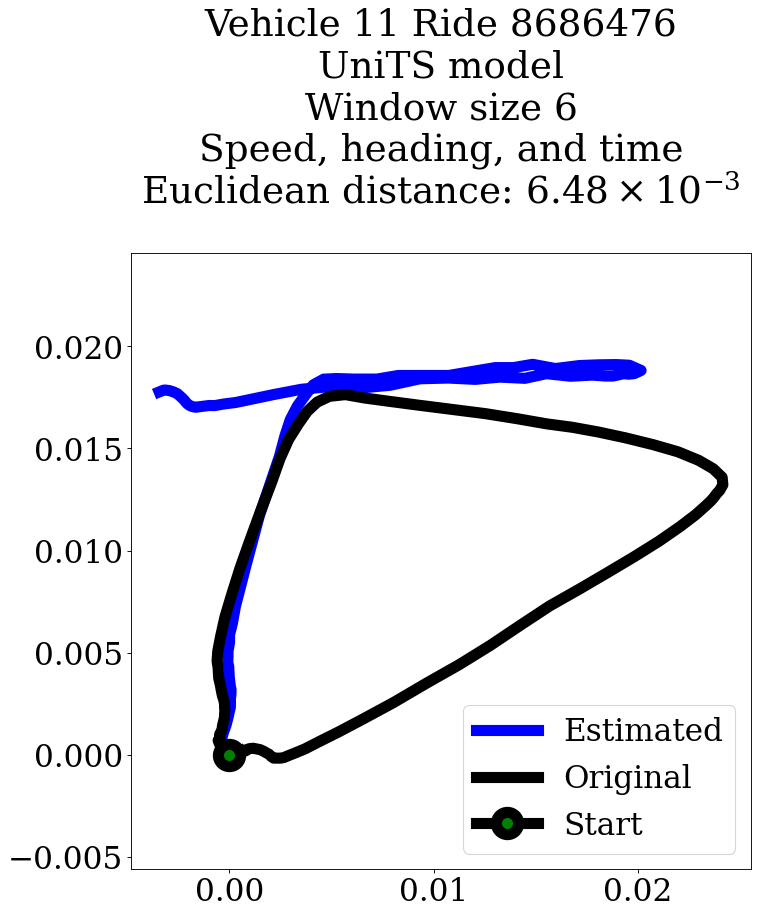 Vehicle 11 Ride 8686476
UniTS model
Window size 6
Speed, heading, and time
Euclidean distance: 6.48 × 10⁻³
0.020
0.015
0.010
0.005
0.000
−0.005
0.00 0.01 0.02
Estimated
Original
Start